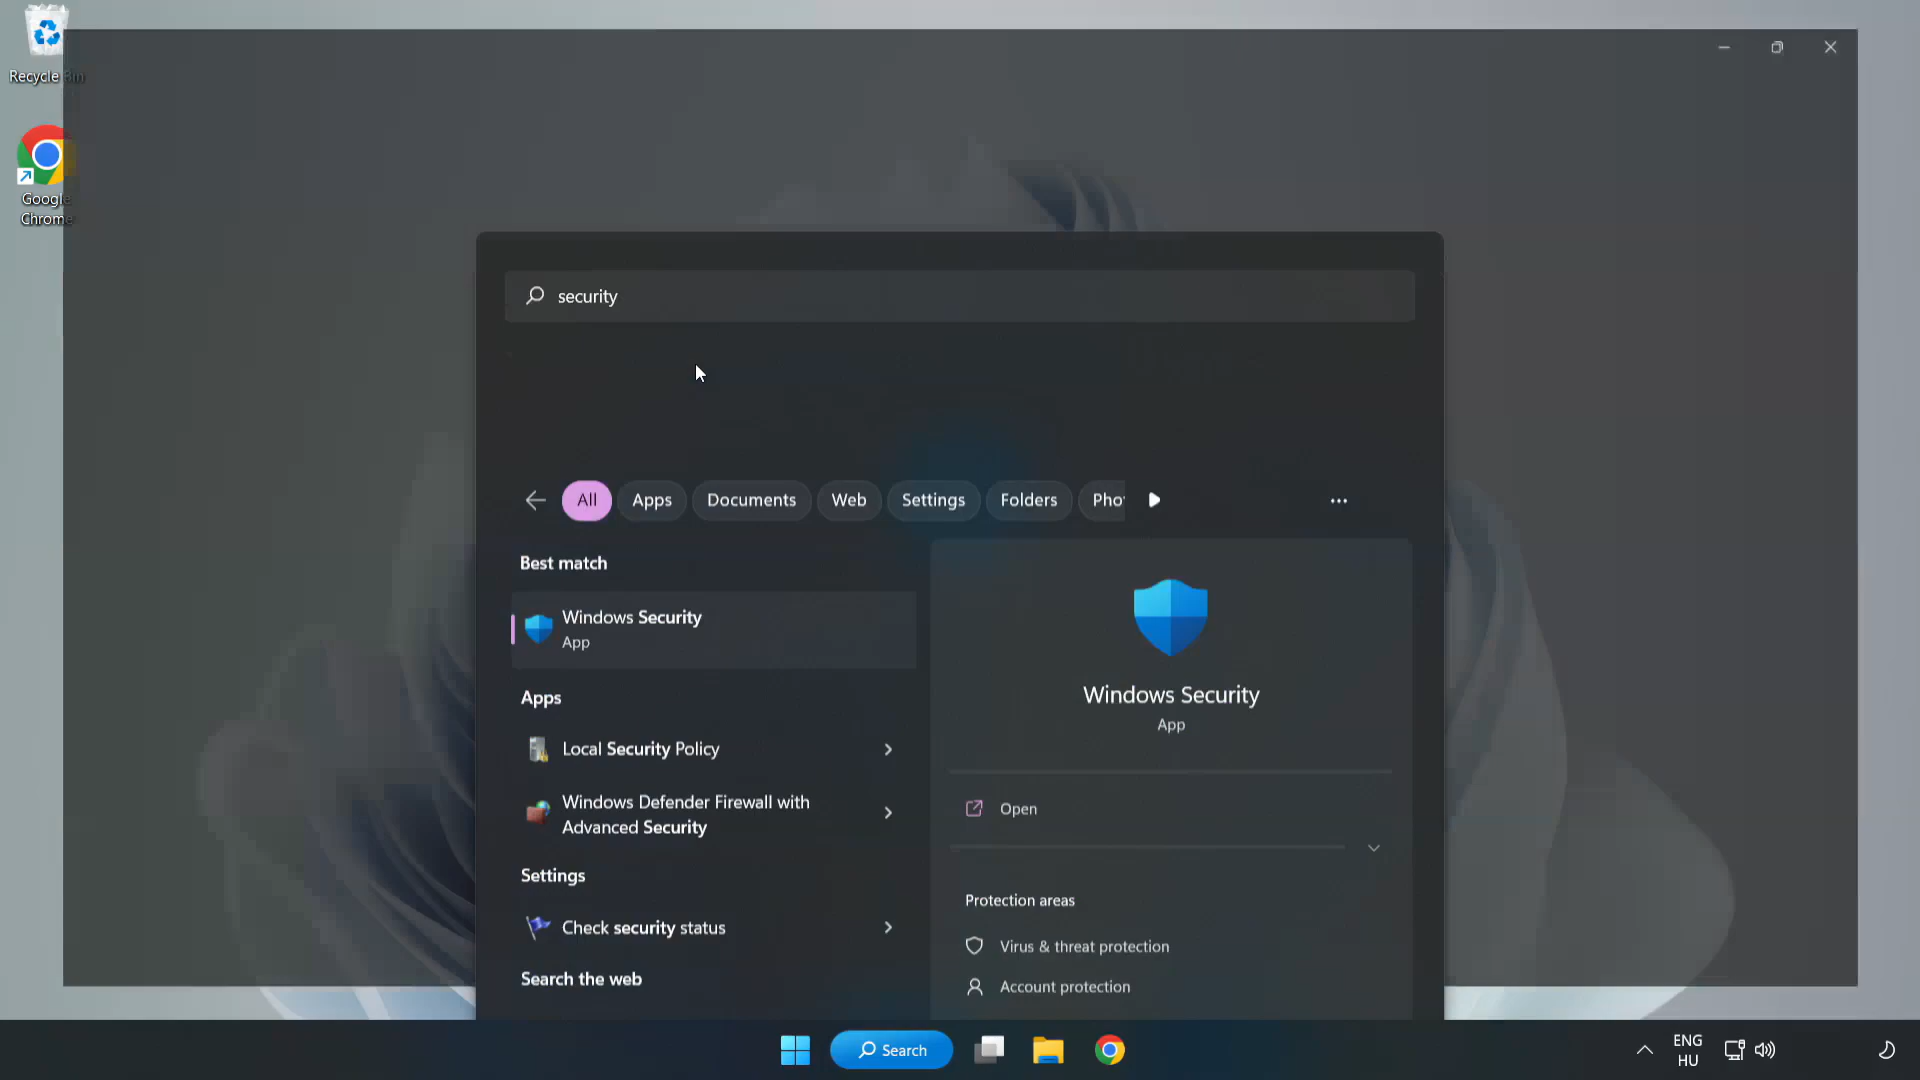 Recycle Bin
Google
Chrome
security
All
Apps
Documents
Web
Settings
Folders
Pho
Best match
Windows Security
App
Apps
Local Security Policy
Windows Defender Firewall with
Advanced Security
Settings
Check security status
Search the web
Windows Security
App
Open
Protection areas
Virus & threat protection
Account protection
Search
ENG
HU